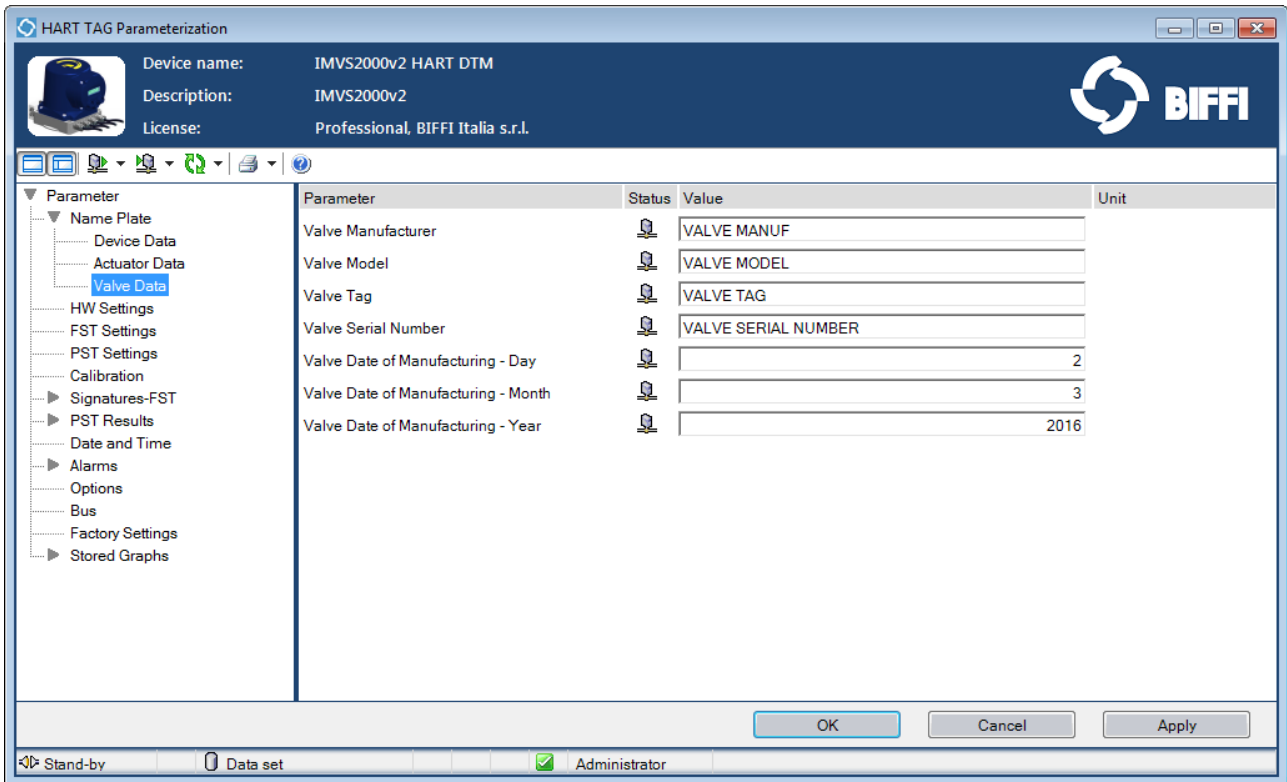 HART TAG Parameterization
Device name: IMVS2000v2 HART DTM
Description: IMVS2000v2
License: Professional, BIFFI Italia s.r.l.
BIFFI
Parameter
Name Plate
Device Data
Actuator Data
Valve Data
HW Settings
FST Settings
PST Settings
Calibration
Signatures-FST
PST Results
Date and Time
Alarms
Options
Bus
Factory Settings
Stored Graphs
Parameter Status Value Unit
Valve Manufacturer VALVE MANUF
Valve Model VALVE MODEL
Valve Tag VALVE TAG
Valve Serial Number VALVE SERIAL NUMBER
Valve Date of Manufacturing - Day 2
Valve Date of Manufacturing - Month 3
Valve Date of Manufacturing - Year 2016
OK Cancel Apply
Stand-by Data set Administrator